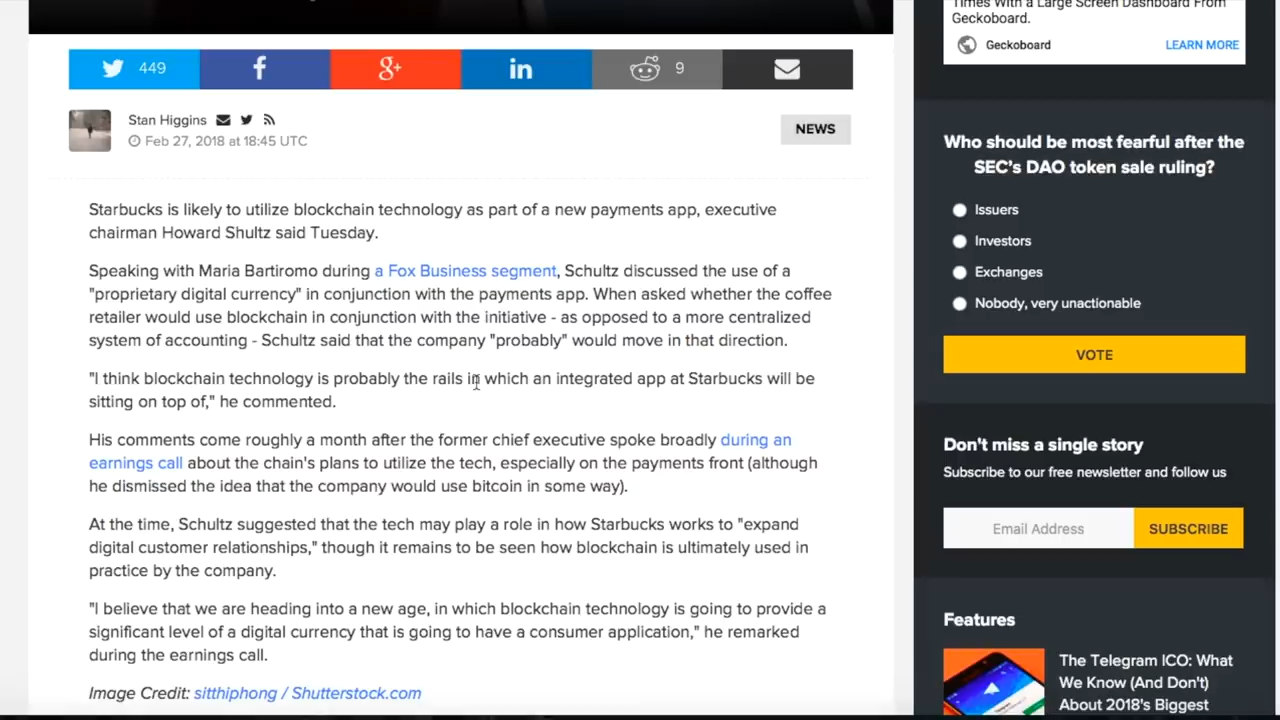 449
9
Stan Higgins
Feb 27, 2018 at 18:45 UTC
NEWS
Starbucks is likely to utilize blockchain technology as part of a new payments app, executive
chairman Howard Shultz said Tuesday.
Speaking with Maria Bartiromo during a Fox Business segment, Schultz discussed the use of a
"proprietary digital currency" in conjunction with the payments app. When asked whether the coffee
retailer would use blockchain in conjunction with the initiative - as opposed to a more centralized
system of accounting - Schultz said that the company "probably" would move in that direction.
"I think blockchain technology is probably the rails in which an integrated app at Starbucks will be
sitting on top of," he commented.
His comments come roughly a month after the former chief executive spoke broadly during an
earnings call about the chain's plans to utilize the tech, especially on the payments front (although
he dismissed the idea that the company would use bitcoin in some way).
At the time, Schultz suggested that the tech may play a role in how Starbucks works to "expand
digital customer relationships," though it remains to be seen how blockchain is ultimately used in
practice by the company.
"I believe that we are heading into a new age, in which blockchain technology is going to provide a
significant level of a digital currency that is going to have a consumer application," he remarked
during the earnings call.
Image Credit: sitthiphong / Shutterstock.com
Times With a Large Screen Dashboard From
Geckoboard.
Geckoboard
LEARN MORE
Who should be most fearful after the
SEC's DAO token sale ruling?
Issuers
Investors
Exchanges
Nobody, very unactionable
VOTE
Don't miss a single story
Subscribe to our free newsletter and follow us
Email Address
SUBSCRIBE
Features
The Telegram ICO: What
We Know (And Don't)
About 2018's Biggest